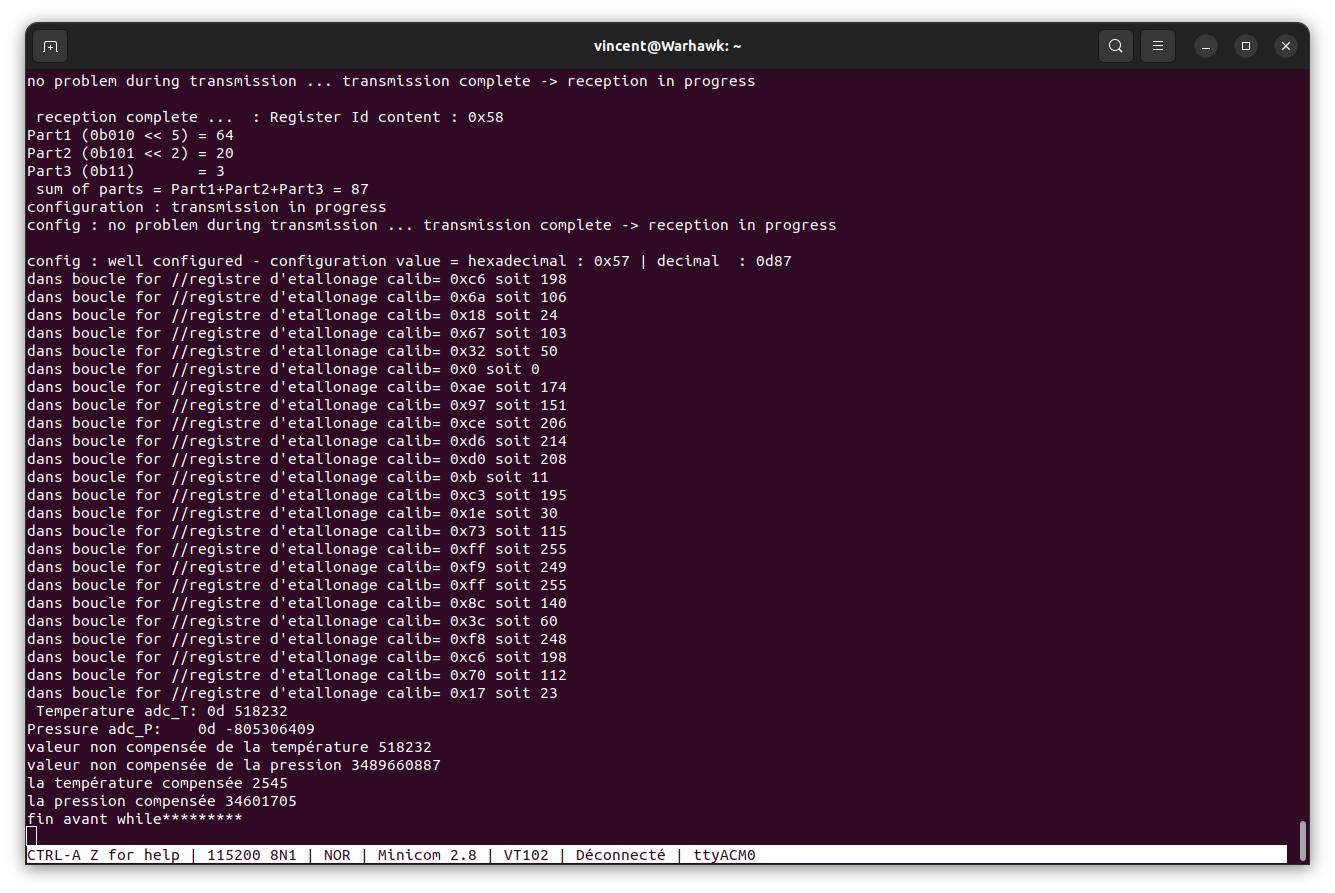 vincent@Warhawk: ~
no problem during transmission ... transmission complete -> reception in progress
reception complete ...  : Register Id content : 0x58
Part1 (0b010 << 5) = 64
Part2 (0b101 << 2) = 20
Part3 (0b11)       = 3
sum of parts = Part1+Part2+Part3 = 87
configuration : transmission in progress
config : no problem during transmission ... transmission complete -> reception in progress
config : well configured - configuration value = hexadecimal : 0x57 | decimal  : 0d87
dans boucle for //registre d'etallonage calib= 0xc6 soit 198
dans boucle for //registre d'etallonage calib= 0x6a soit 106
dans boucle for //registre d'etallonage calib= 0x18 soit 24
dans boucle for //registre d'etallonage calib= 0x67 soit 103
dans boucle for //registre d'etallonage calib= 0x32 soit 50
dans boucle for //registre d'etallonage calib= 0x0 soit 0
dans boucle for //registre d'etallonage calib= 0xae soit 174
dans boucle for //registre d'etallonage calib= 0x97 soit 151
dans boucle for //registre d'etallonage calib= 0xce soit 206
dans boucle for //registre d'etallonage calib= 0xd6 soit 214
dans boucle for //registre d'etallonage calib= 0xd0 soit 208
dans boucle for //registre d'etallonage calib= 0xb soit 11
dans boucle for //registre d'etallonage calib= 0xc3 soit 195
dans boucle for //registre d'etallonage calib= 0x1e soit 30
dans boucle for //registre d'etallonage calib= 0x73 soit 115
dans boucle for //registre d'etallonage calib= 0xff soit 255
dans boucle for //registre d'etallonage calib= 0xf9 soit 249
dans boucle for //registre d'etallonage calib= 0xff soit 255
dans boucle for //registre d'etallonage calib= 0x8c soit 140
dans boucle for //registre d'etallonage calib= 0x3c soit 60
dans boucle for //registre d'etallonage calib= 0xf8 soit 248
dans boucle for //registre d'etallonage calib= 0xc6 soit 198
dans boucle for //registre d'etallonage calib= 0x70 soit 112
dans boucle for //registre d'etallonage calib= 0x17 soit 23
Temperature adc_T: 0d 518232
Pressure adc_P:    0d -805306409
valeur non compensée de la température 518232
valeur non compensée de la pression 3489660887
la température compensée 2545
la pression compensée 34601705
fin avant while*********
CTRL-A Z for help | 115200 8N1 | NOR | Minicom 2.8 | VT102 | Déconnecté | ttyACM0